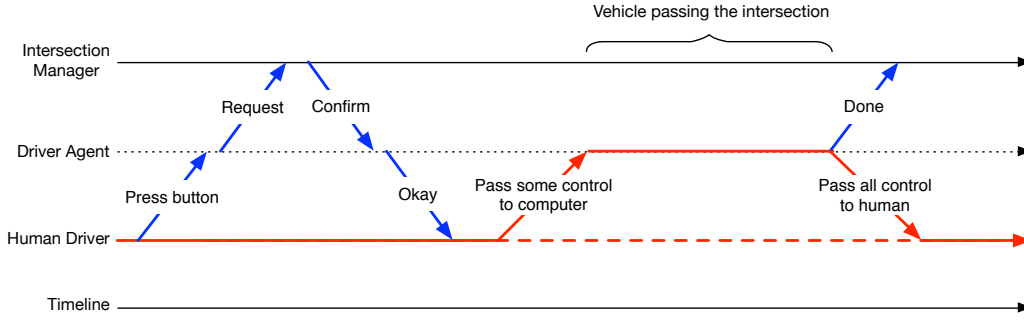 Vehicle passing the intersection
Intersection
Manager
Request
Confirm
Done
Driver Agent
Press button
Okay
Pass some control
to computer
Pass all control
to human
Human Driver
Timeline